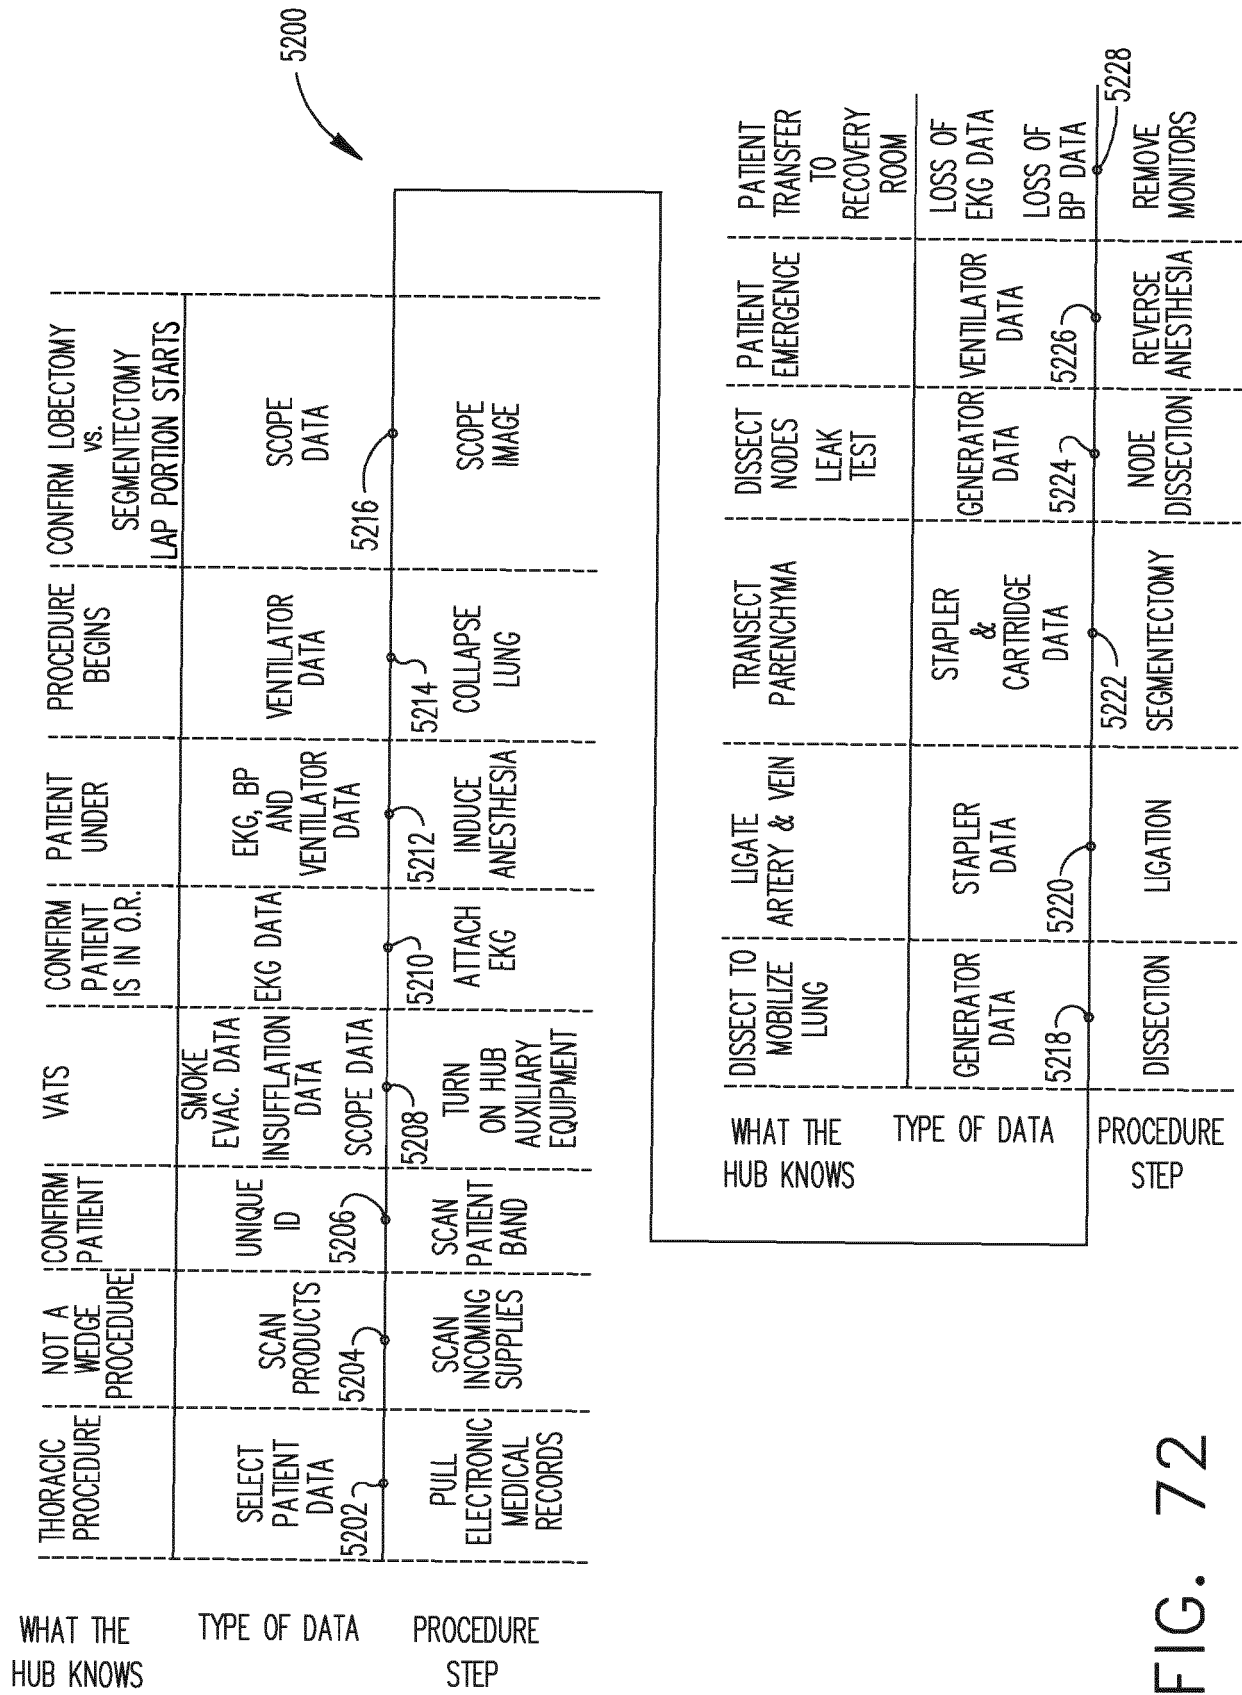 5200
WHAT THE
HUB KNOWS
THORACIC
PROCEDURE
NOT A
WEDGE
PROCEDURE
CONFIRM
PATIENT
VATS
CONFIRM
PATIENT
IS IN O.R.
PATIENT
UNDER
PROCEDURE
BEGINS
CONFIRM LOBECTOMY
vs.
SEGMENTECTOMY
LAP PORTION STARTS
TYPE OF DATA
SELECT
PATIENT
DATA
5202
SCAN
PRODUCTS
5204
UNIQUE
ID
5206
SMOKE
EVAC. DATA
INSUFFLATION
DATA
SCOPE DATA
5208
EKG DATA
5210
EKG, BP
AND
VENTILATOR
DATA
5212
VENTILATOR
DATA
5214
SCOPE
DATA
5216
PROCEDURE
STEP
PULL
ELECTRONIC
MEDICAL
RECORDS
SCAN
INCOMING
SUPPLIES
SCAN
PATIENT
BAND
TURN
ON HUB
AUXILIARY
EQUIPMENT
ATTACH
EKG
INDUCE
ANESTHESIA
COLLAPSE
LUNG
SCOPE
IMAGE
WHAT THE
HUB KNOWS
DISSECT TO
MOBILIZE
LUNG
LIGATE
ARTERY & VEIN
TRANSECT
PARENCHYMA
DISSECT
NODES
LEAK
TEST
PATIENT
EMERGENCE
PATIENT
TRANSFER
TO
RECOVERY
ROOM
TYPE OF DATA
GENERATOR
DATA
5218
STAPLER
DATA
5220
STAPLER
&
CARTRIDGE
DATA
5222
GENERATOR
DATA
5224
VENTILATOR
DATA
5226
LOSS OF
EKG DATA
LOSS OF
BP DATA
5228
PROCEDURE
STEP
DISSECTION
LIGATION
SEGMENTECTOMY
NODE
DISSECTION
REVERSE
ANESTHESIA
REMOVE
MONITORS
FIG. 72